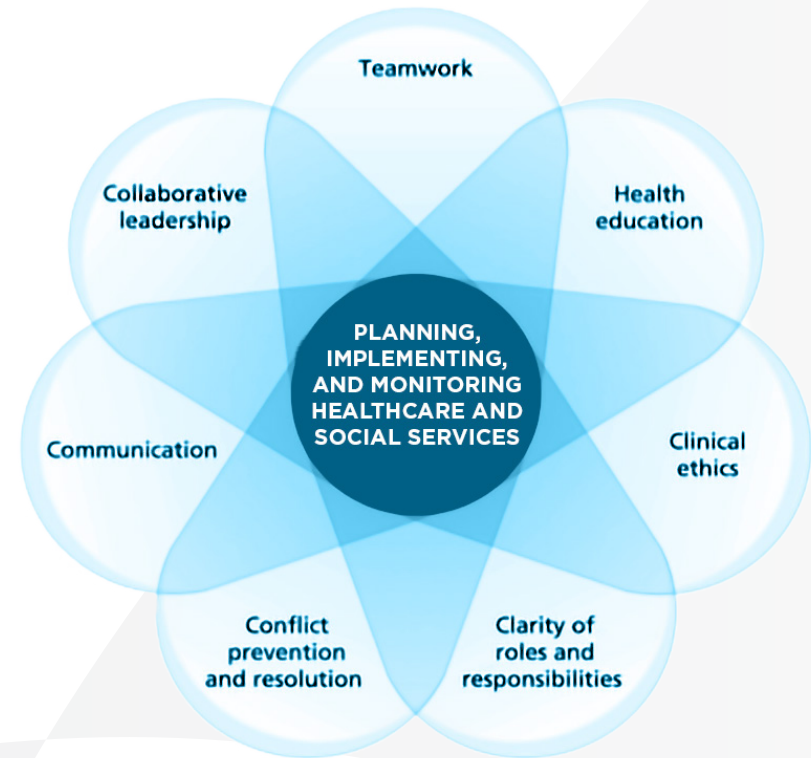 Teamwork
Health
education
Clinical
ethics
Clarity of
roles and
responsibilities
Conflict
prevention
and resolution
Communication
Collaborative
leadership
PLANNING,
IMPLEMENTING,
AND MONITORING
HEALTHCARE AND
SOCIAL SERVICES